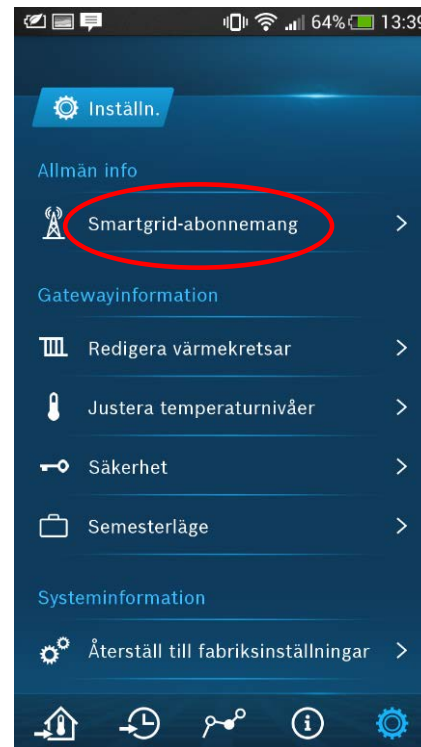 64% 13:39
Inställn.
Allmän info
Smartgrid-abonnemang
Gatewayinformation
Redigera värmekretsar
Justera temperaturnivåer
Säkerhet
Semesterläge
Systeminformation
Återställ till fabriksinställningar